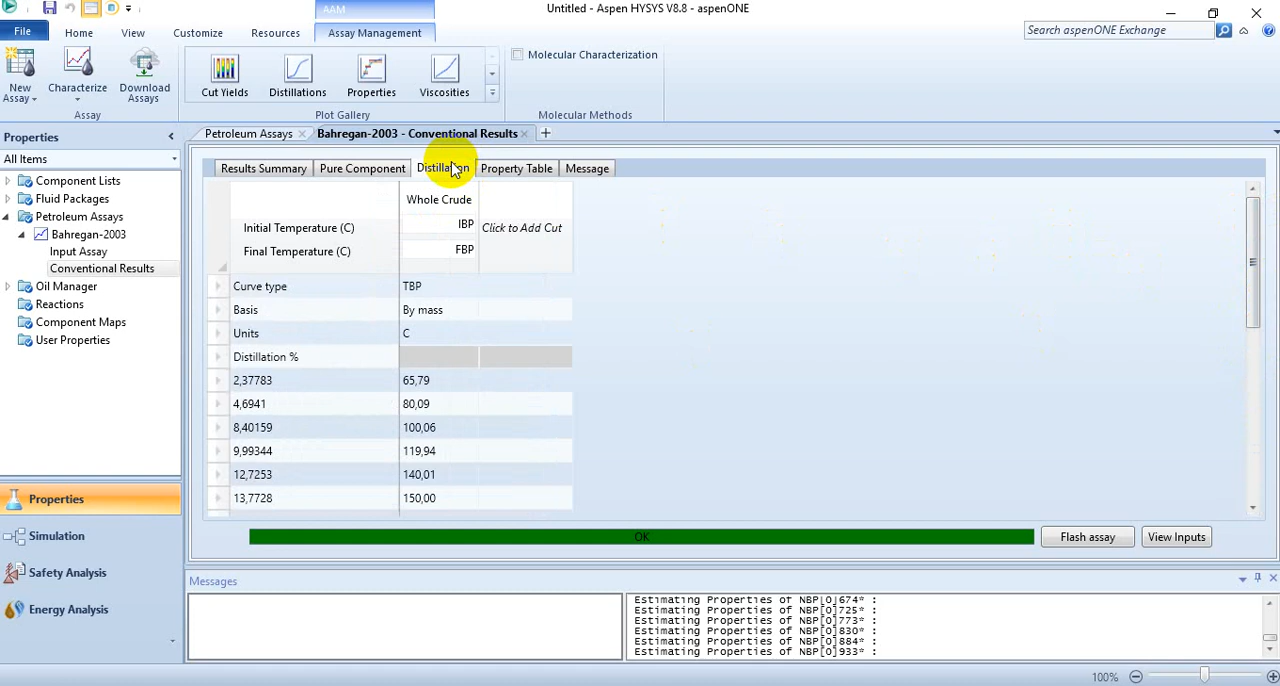 Untitled - Aspen HYSYS V8.8 - aspenONE
AAM
File
Home
View
Customize
Resources
Assay Management
Search aspenONE Exchange
New Assay
Characterize
Download Assays
Assay
Cut Yields
Distillations
Properties
Viscosities
Plot Gallery
Molecular Characterization
Molecular Methods
Properties
All Items
Component Lists
Fluid Packages
Petroleum Assays
Bahregan-2003
Input Assay
Conventional Results
Oil Manager
Reactions
Component Maps
User Properties
Properties
Simulation
Safety Analysis
Energy Analysis
Petroleum Assays
Bahregan-2003 - Conventional Results
Results Summary
Pure Component
Distillation
Property Table
Message
Whole Crude
Initial Temperature (C) IBP Click to Add Cut
Final Temperature (C) FBP
Curve type TBP
Basis By mass
Units C
Distillation %
2,37783 65,79
4,6941 80,09
8,40159 100,06
9,99344 119,94
12,7253 140,01
13,7728 150,00
OK
Flash assay
View Inputs
Messages
Estimating Properties of NBP[0]674* :
Estimating Properties of NBP[0]725* :
Estimating Properties of NBP[0]773* :
Estimating Properties of NBP[0]830* :
Estimating Properties of NBP[0]884* :
Estimating Properties of NBP[0]933* :
100%